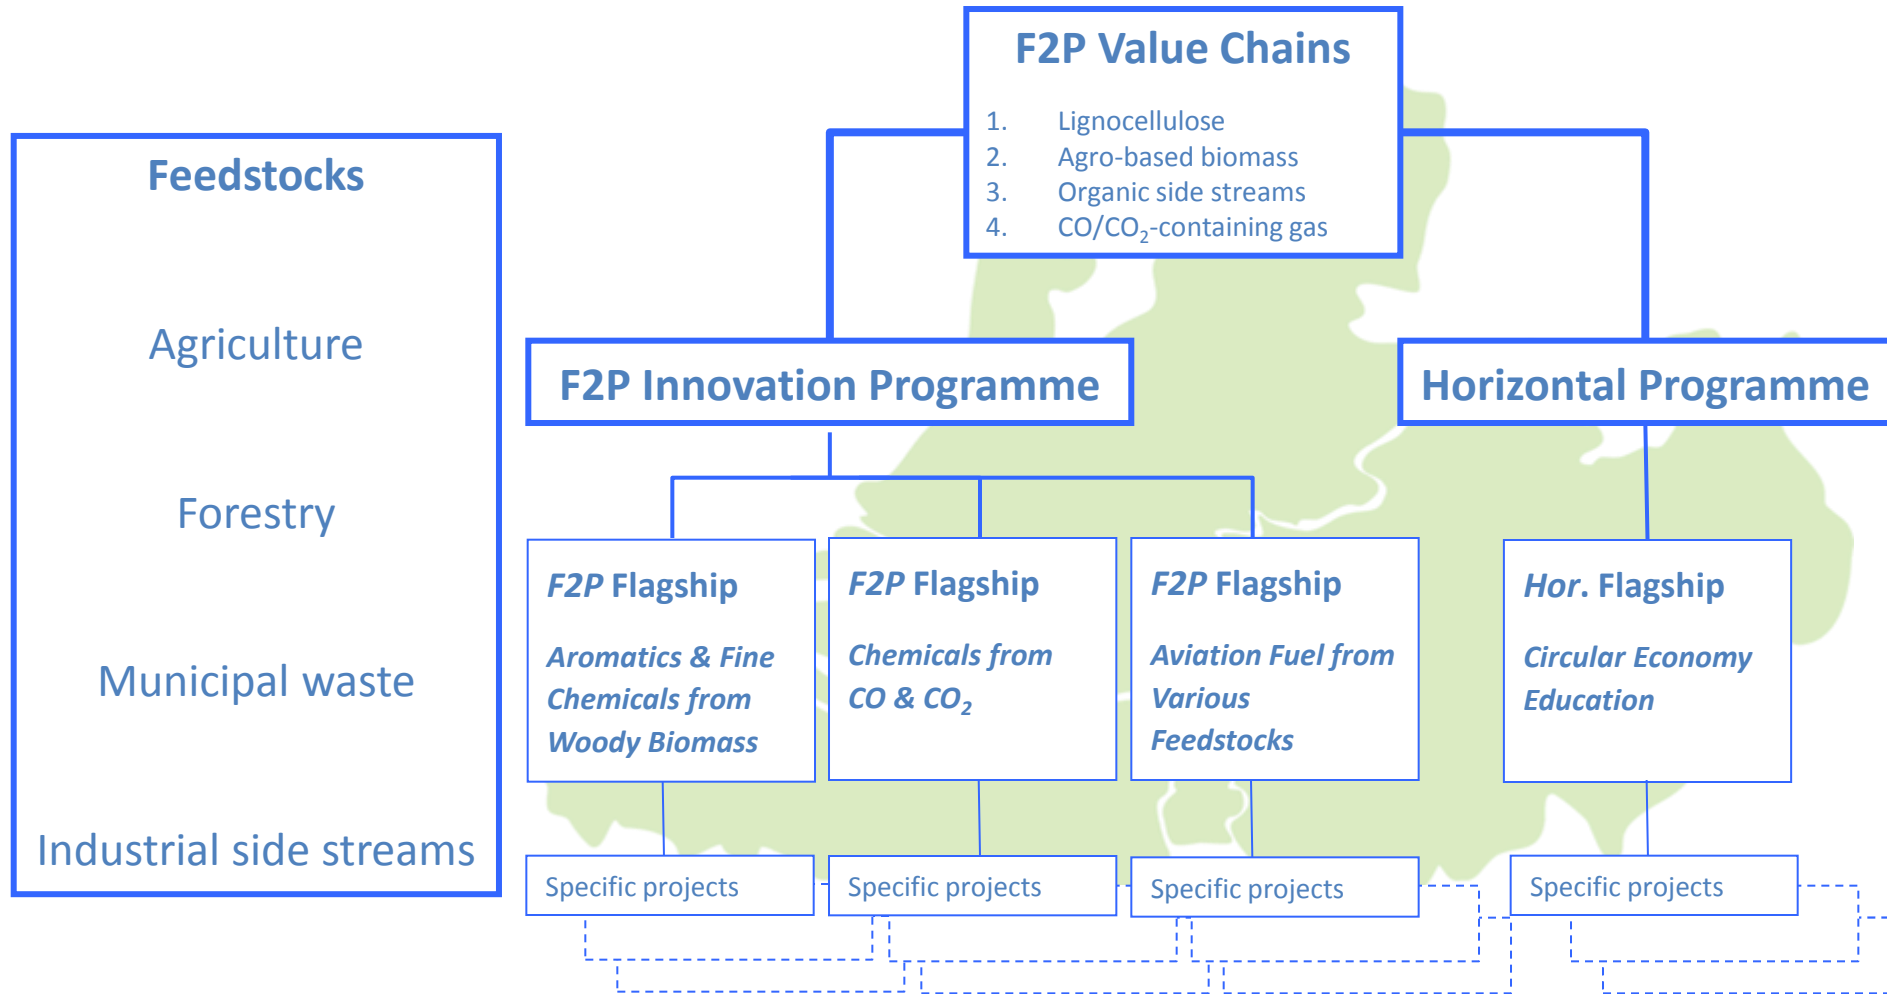 F2P Value Chains
1. Lignocellulose
2. Agro-based biomass
3. Organic side streams
4. CO/CO₂-containing gas
Feedstocks
Agriculture
Forestry
Municipal waste
Industrial side streams
F2P Innovation Programme
Horizontal Programme
F2P Flagship
Aromatics & Fine
Chemicals from
Woody Biomass
F2P Flagship
Chemicals from
CO & CO₂
F2P Flagship
Aviation Fuel from
Various
Feedstocks
Hor. Flagship
Circular Economy
Education
Specific projects
Specific projects
Specific projects
Specific projects